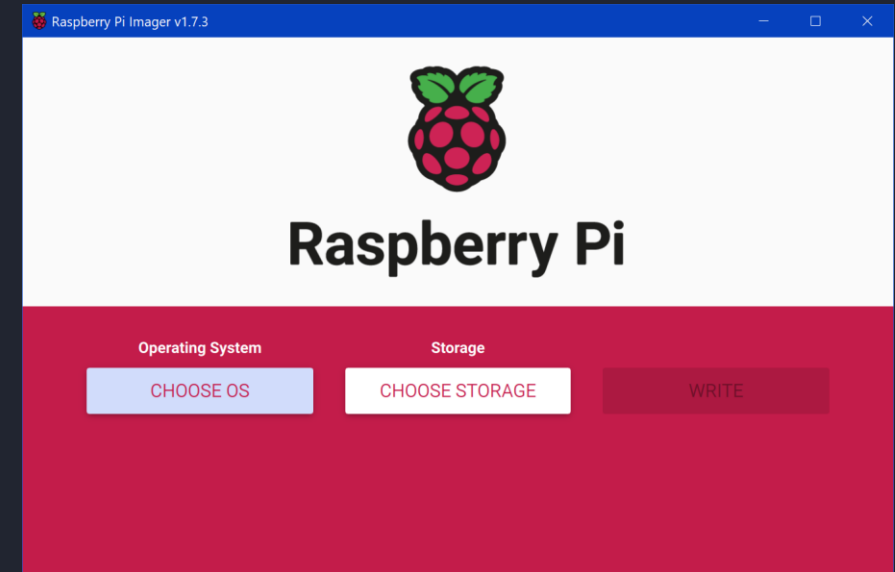 Raspberry Pi Imager v1.7.3
Raspberry Pi
Operating System
Storage
CHOOSE OS
CHOOSE STORAGE
WRITE